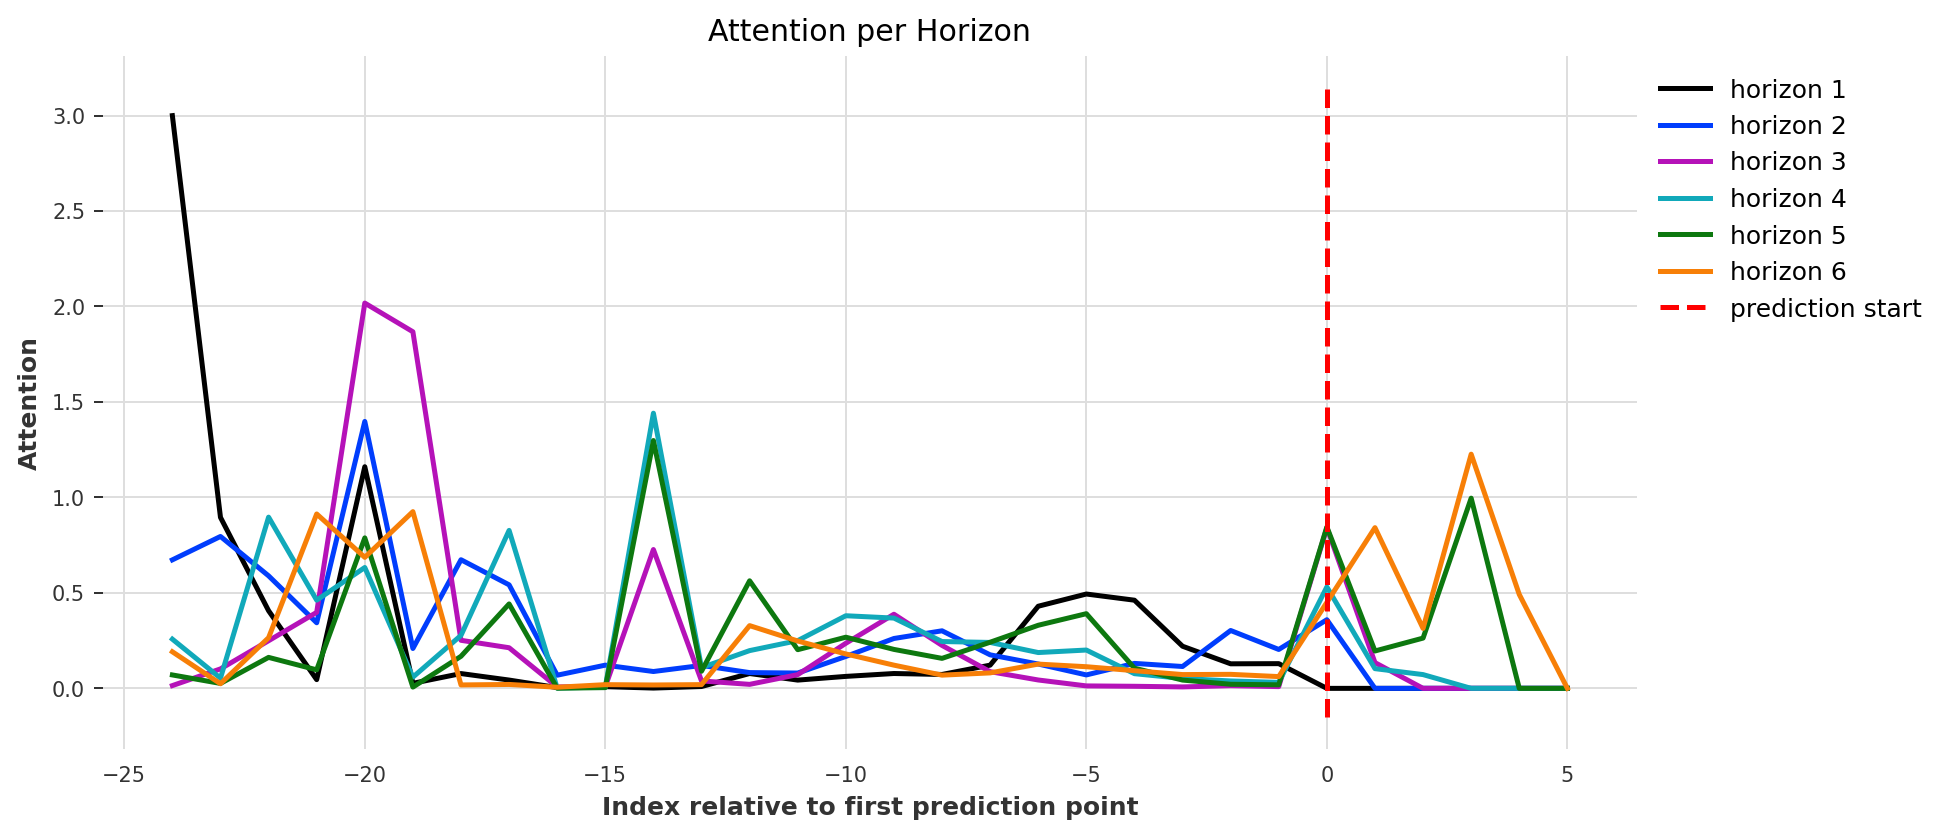 Attention per Horizon
3.0
2.5
2.0
1.5
1.0
0.5
0.0
Attention
−25
−20
−15
−10
−5
0
5
Index relative to first prediction point
horizon 1
horizon 2
horizon 3
horizon 4
horizon 5
horizon 6
prediction start